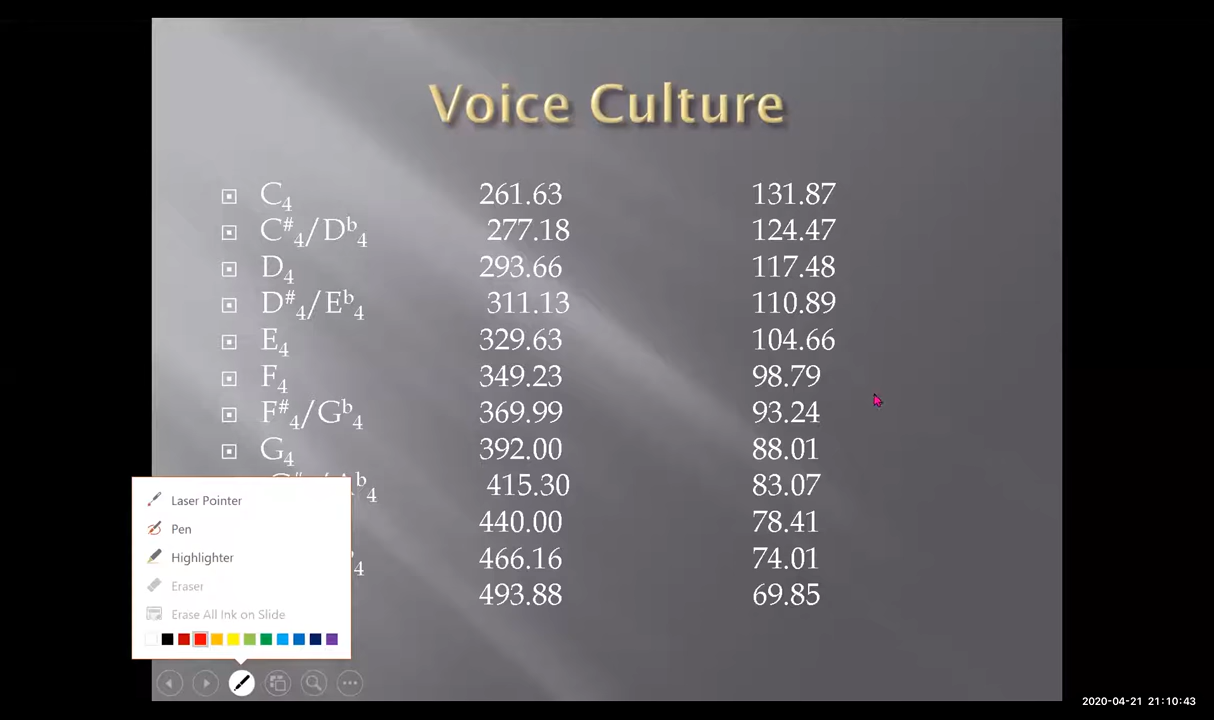 Voice Culture
C4 261.63 131.87
C#4/Db4 277.18 124.47
D4 293.66 117.48
D#4/Eb4 311.13 110.89
E4 329.63 104.66
F4 349.23 98.79
F#4/Gb4 369.99 93.24
G4 392.00 88.01
b4 415.30 83.07
440.00 78.41
4 466.16 74.01
493.88 69.85
Laser Pointer
Pen
Highlighter
Eraser
Erase All Ink on Slide
2020-04-21 21:10:43